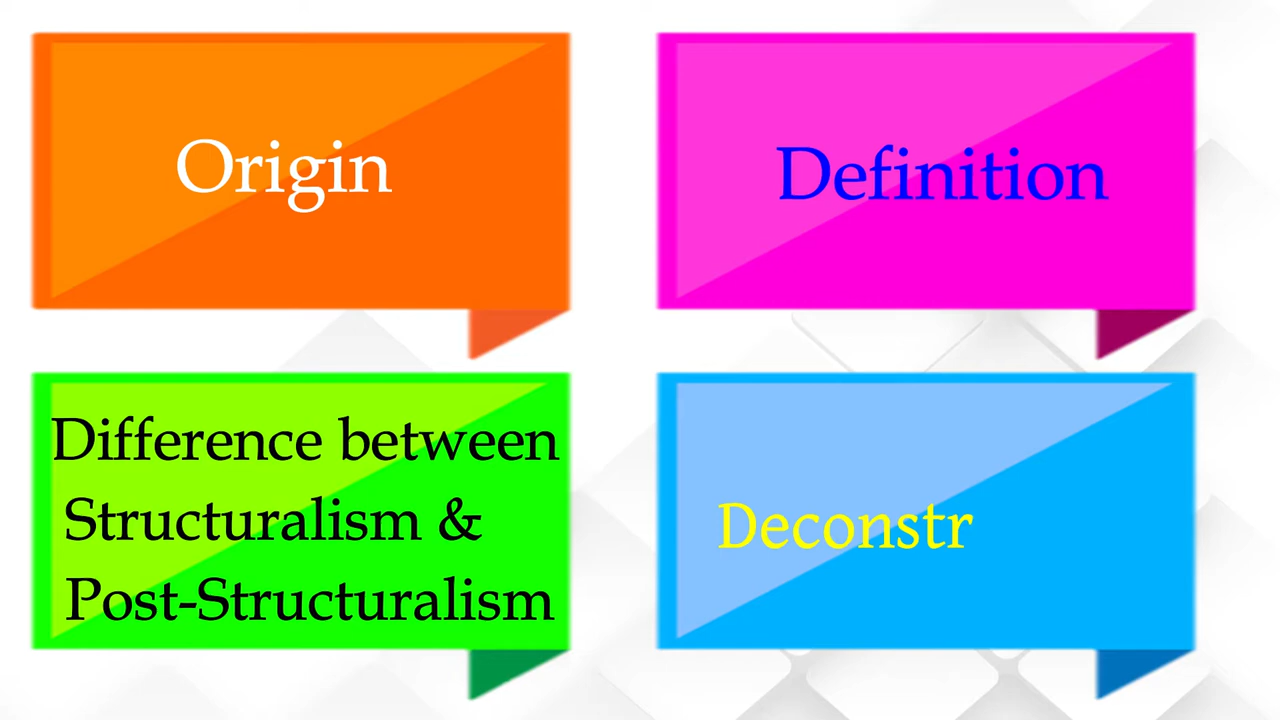 Origin
Definition
Difference between
Structuralism &
Post-Structuralism
Deconstr